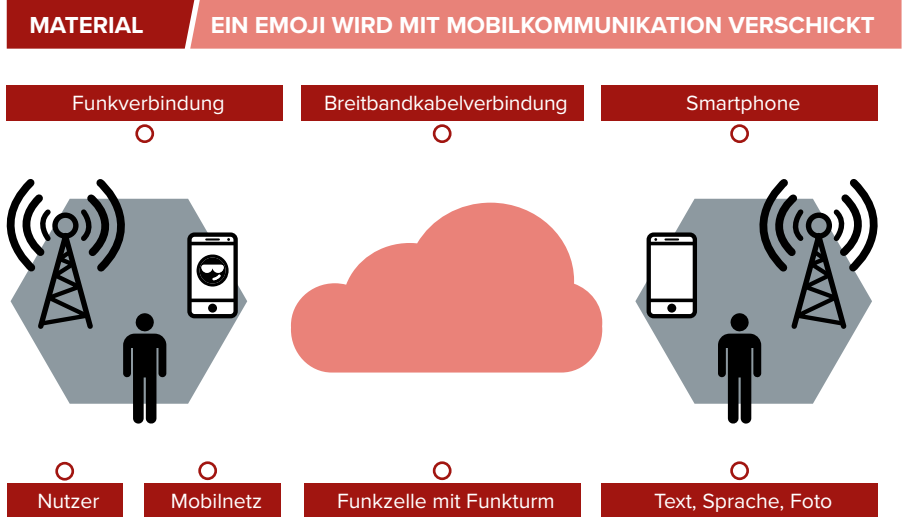 MATERIAL
EIN EMOJI WIRD MIT MOBILKOMMUNIKATION VERSCHICKT
Funkverbindung
Breitbandkabelverbindung
Smartphone
Nutzer
Mobilnetz
Funkzelle mit Funkturm
Text, Sprache, Foto